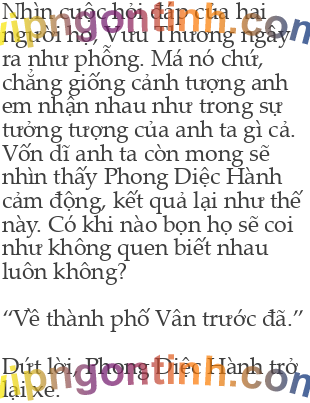 Nhìn cuộc hỏi đáp của hai
người họ, Vưu Thương ngây
ra như phỗng. Má nó chứ,
chẳng giống cảnh tượng anh
em nhận nhau như trong sự
tưởng tượng của anh ta gì cả.
Vốn dĩ anh ta còn mong sẽ
nhìn thấy Phong Diệc Hành
cảm động, kết quả lại như thế
này. Có khi nào bọn họ sẽ coi
như không quen biết nhau
luôn không?
“Về thành phố Vân trước đã.”
Dứt lời, Phong Diệc Hành trở
lại xe.
vipngontinh.com
vipngontinh.com